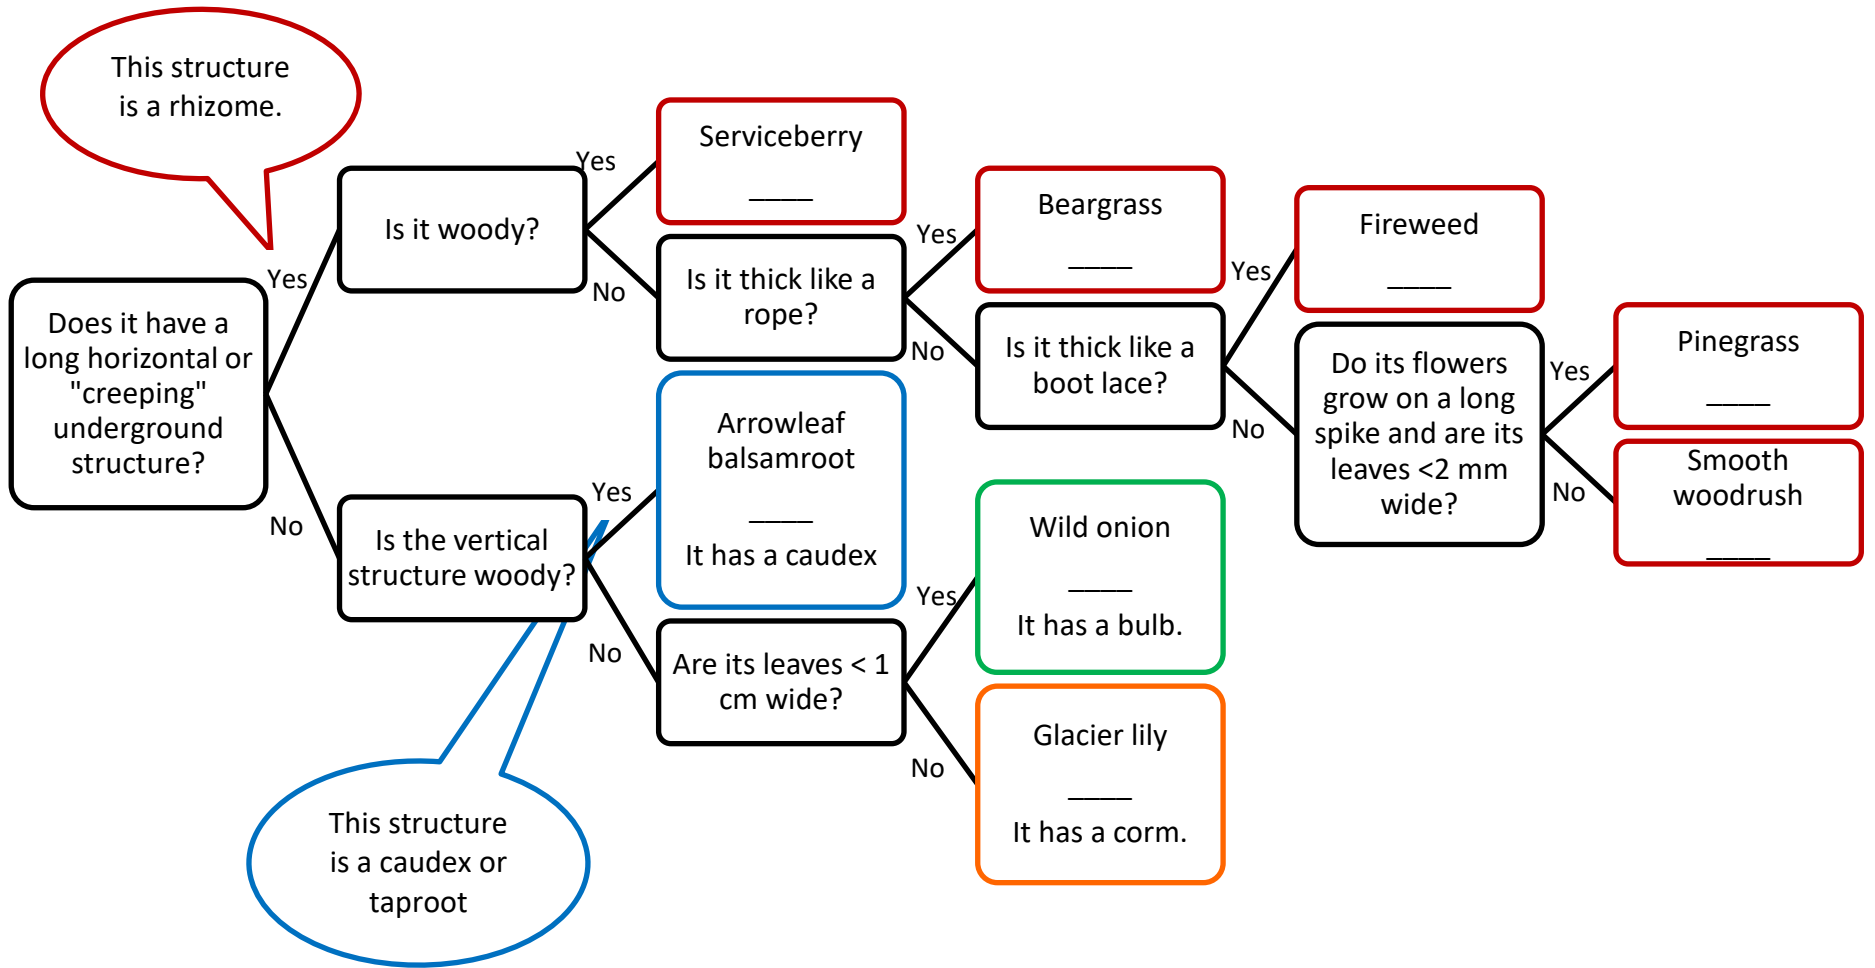 This structure
is a rhizome.
Does it have a
long horizontal or
"creeping"
underground
structure?
Yes
No
Is it woody?
Yes
No
Serviceberry
____
Is it thick like a
rope?
Yes
No
Beargrass
____
Is it thick like a
boot lace?
Yes
No
Fireweed
____
Do its flowers
grow on a long
spike and are its
leaves <2 mm
wide?
Yes
No
Pinegrass
____
Smooth
woodrush
____
Is the vertical
structure woody?
Yes
No
Arrowleaf
balsamroot
____
It has a caudex
Are its leaves < 1
cm wide?
Yes
No
Wild onion
____
It has a bulb.
Glacier lily
____
It has a corm.
This structure
is a caudex or
taproot